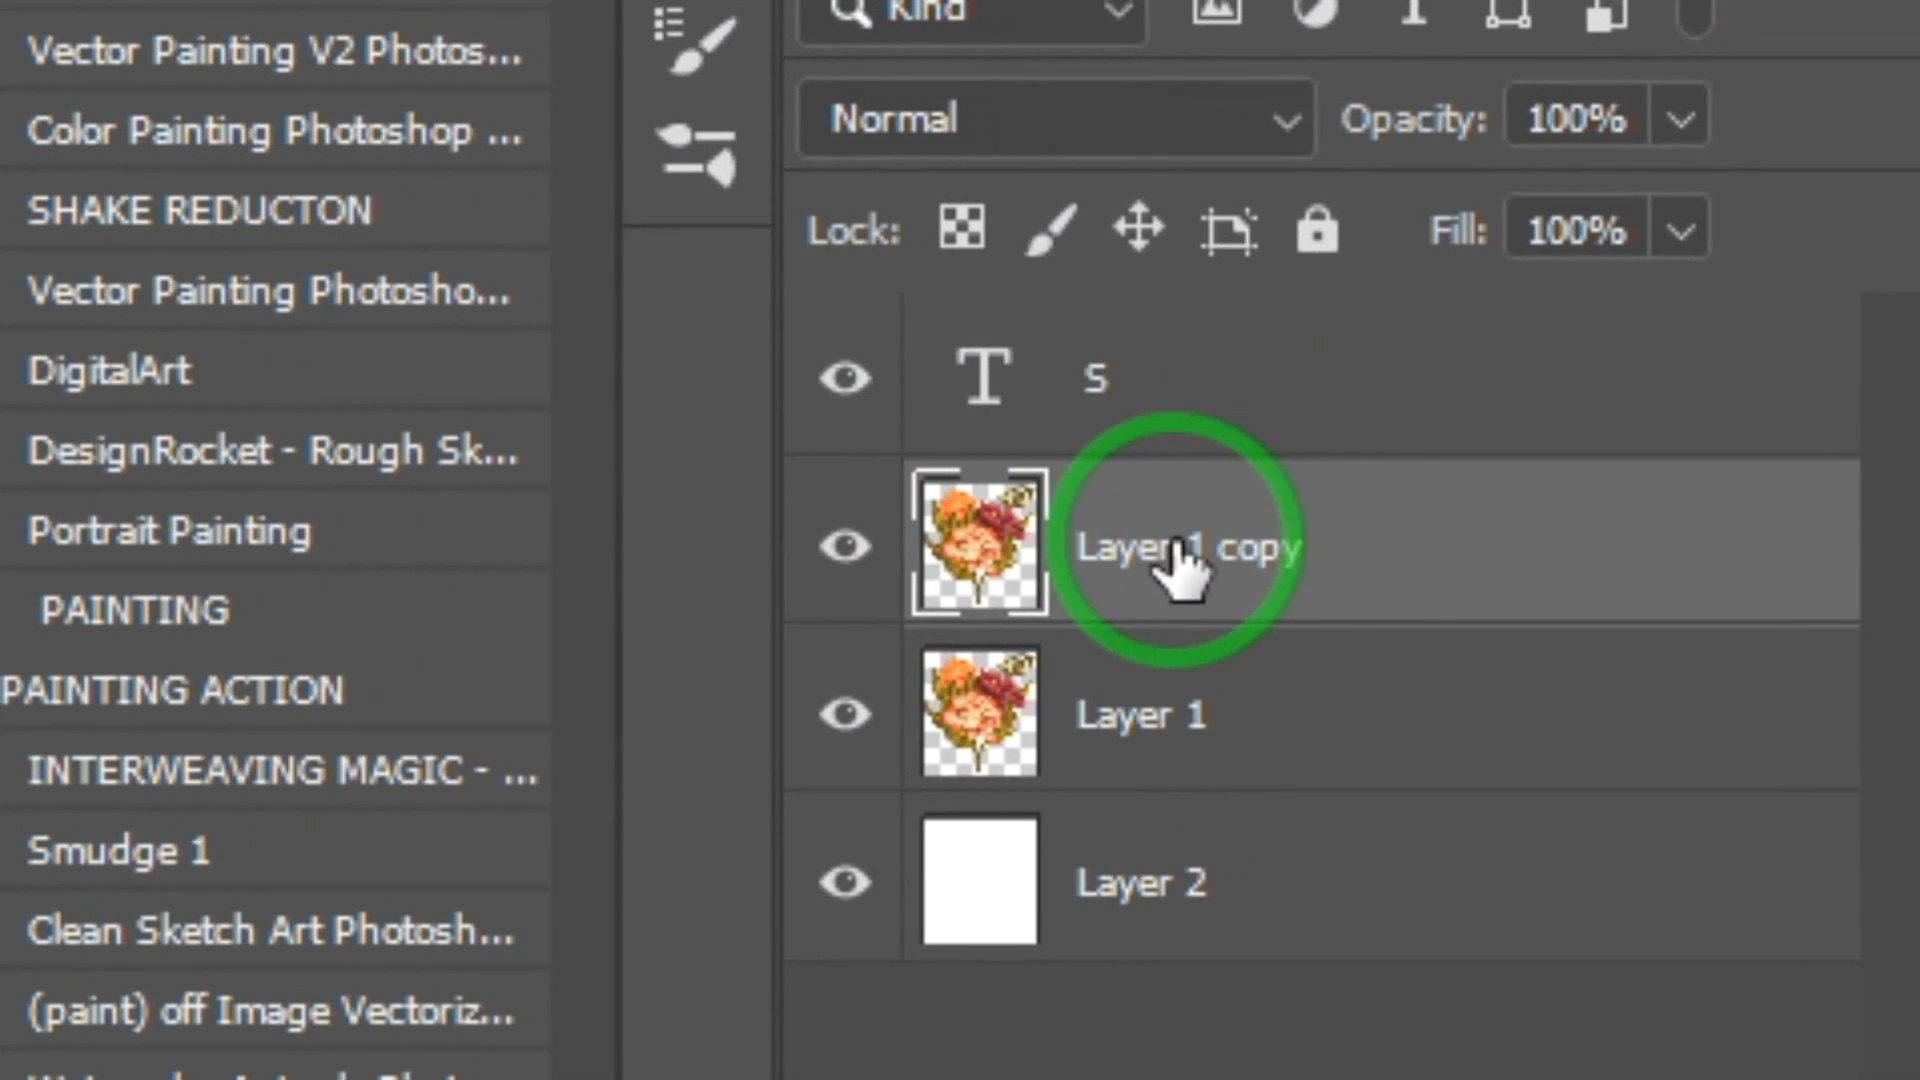 Vector Painting V2 Photos...
Color Painting Photoshop ...
SHAKE REDUCTON
Vector Painting Photosho...
DigitalArt
DesignRocket - Rough Sk...
Portrait Painting
PAINTING
PAINTING ACTION
INTERWEAVING MAGIC - ...
Smudge 1
Clean Sketch Art Photosh...
(paint) off Image Vectoriz...
Kind
Normal
Opacity: 100%
Lock:
Fill: 100%
T S
Layer 1 copy
Layer 1
Layer 2